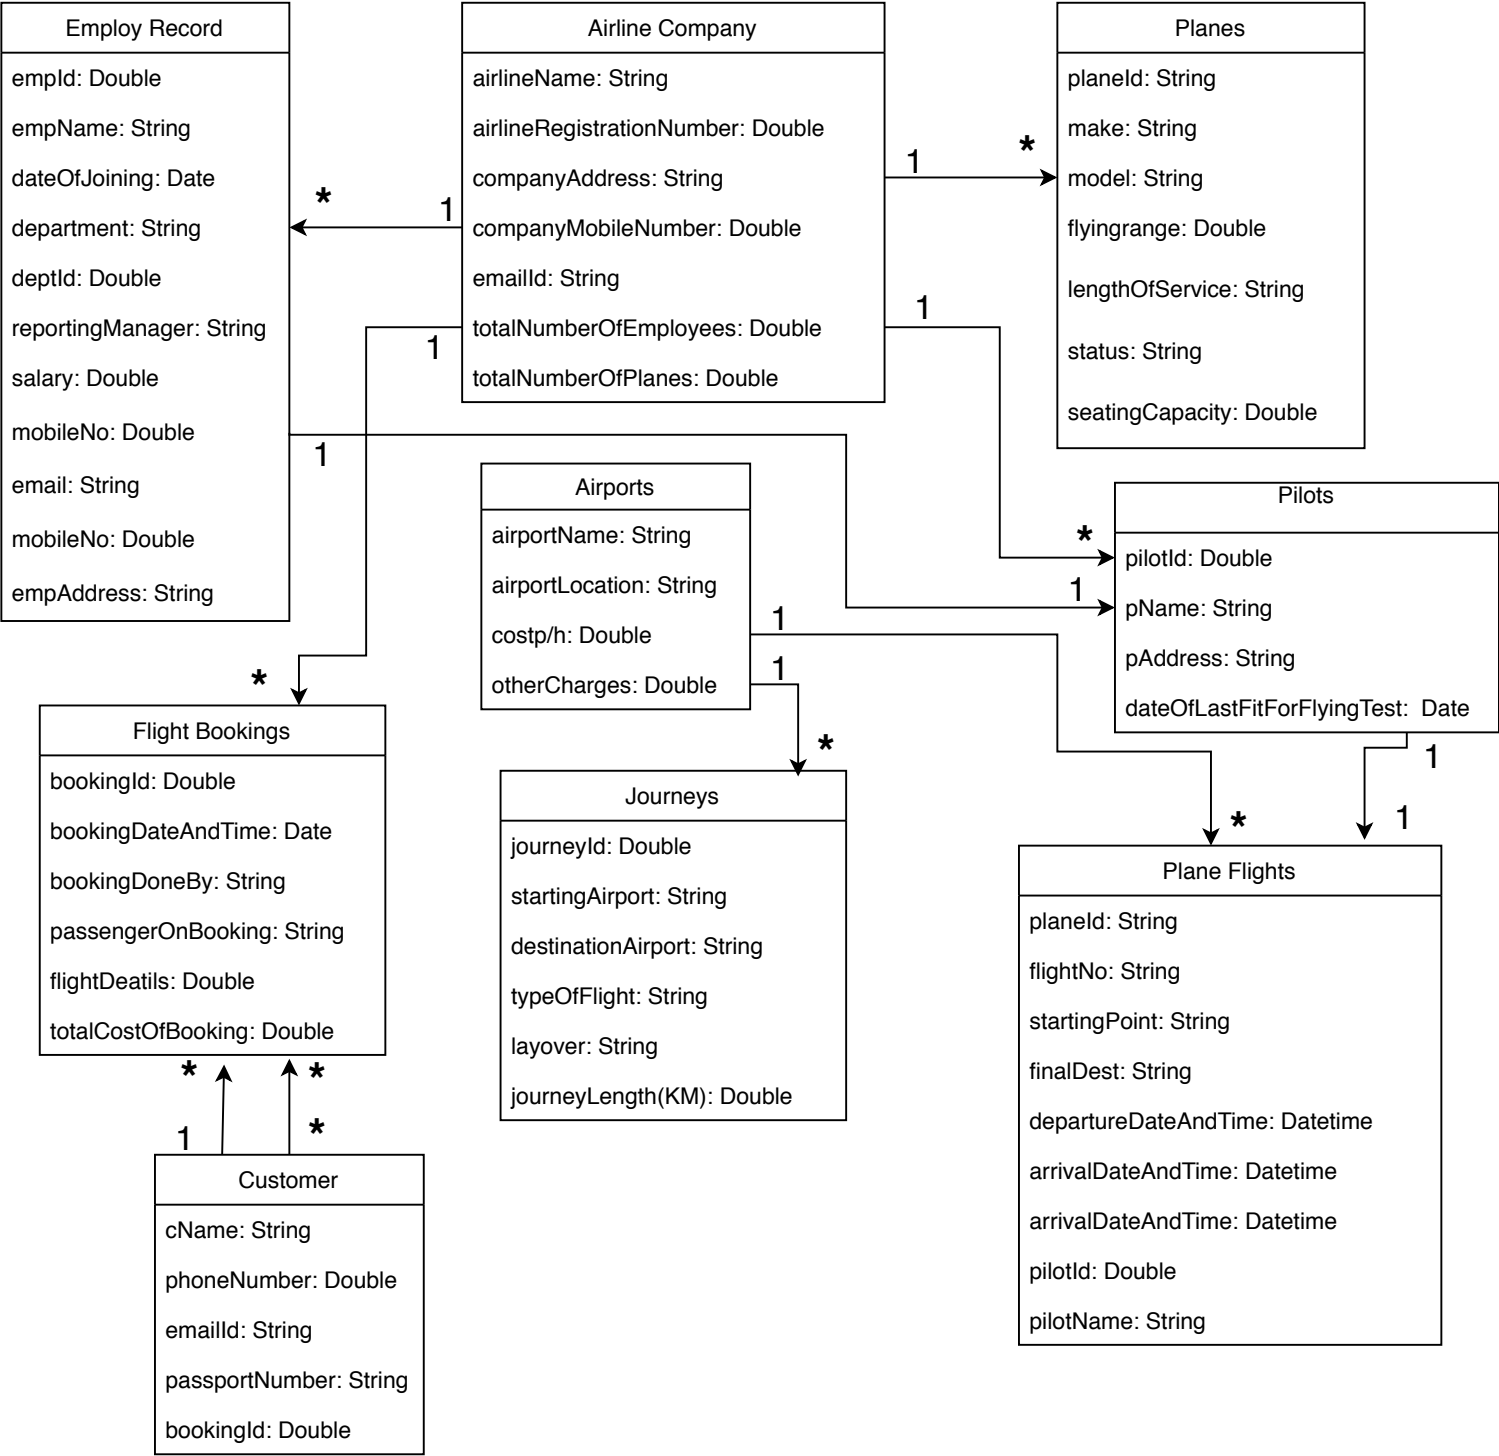 Employ Record
empId: Double
empName: String
dateOfJoining: Date
department: String
deptId: Double
reportingManager: String
salary: Double
mobileNo: Double
email: String
mobileNo: Double
empAddress: String
Airline Company
airlineName: String
airlineRegistrationNumber: Double
companyAddress: String
companyMobileNumber: Double
emailId: String
totalNumberOfEmployees: Double
totalNumberOfPlanes: Double
Planes
planeId: String
make: String
model: String
flyingrange: Double
lengthOfService: String
status: String
seatingCapacity: Double
* 1
1 *
1
1
1
*
1
Airports
airportName: String
airportLocation: String
costp/h: Double
otherCharges: Double
1
1
*
Pilots
pilotId: Double
pName: String
pAddress: String
dateOfLastFitForFlyingTest: Date
1
1
*
*
Flight Bookings
bookingId: Double
bookingDateAndTime: Date
bookingDoneBy: String
passengerOnBooking: String
flightDeatils: Double
totalCostOfBooking: Double
* *
1 *
Journeys
journeyId: Double
startingAirport: String
destinationAirport: String
typeOfFlight: String
layover: String
journeyLength(KM): Double
Plane Flights
planeId: String
flightNo: String
startingPoint: String
finalDest: String
departureDateAndTime: Datetime
arrivalDateAndTime: Datetime
arrivalDateAndTime: Datetime
pilotId: Double
pilotName: String
Customer
cName: String
phoneNumber: Double
emailId: String
passportNumber: String
bookingId: Double